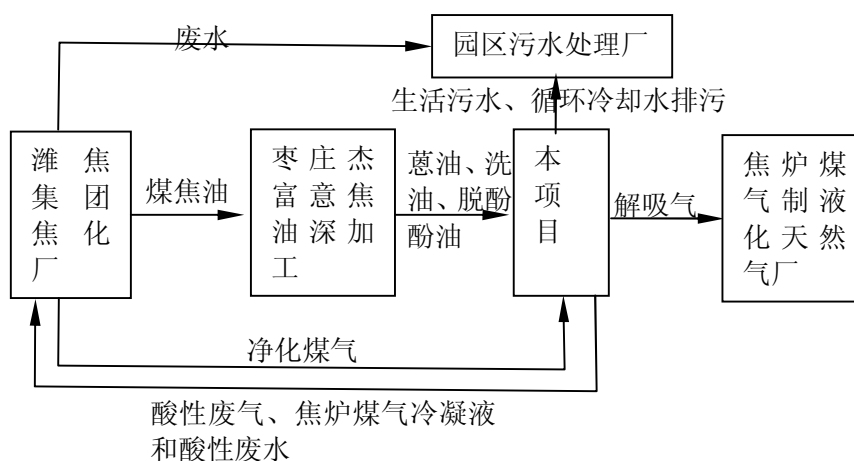 废水
园区污水处理厂
生活污水、循环冷却水排污
潍焦
集团
焦化
厂
煤焦油
枣庄杰
富意焦
油深加
工
蒽油、洗
油、脱酚
酚油
本
项
目
解吸气
焦炉煤
气制液
化天然
气厂
净化煤气
酸性废气、焦炉煤气冷凝液
和酸性废水